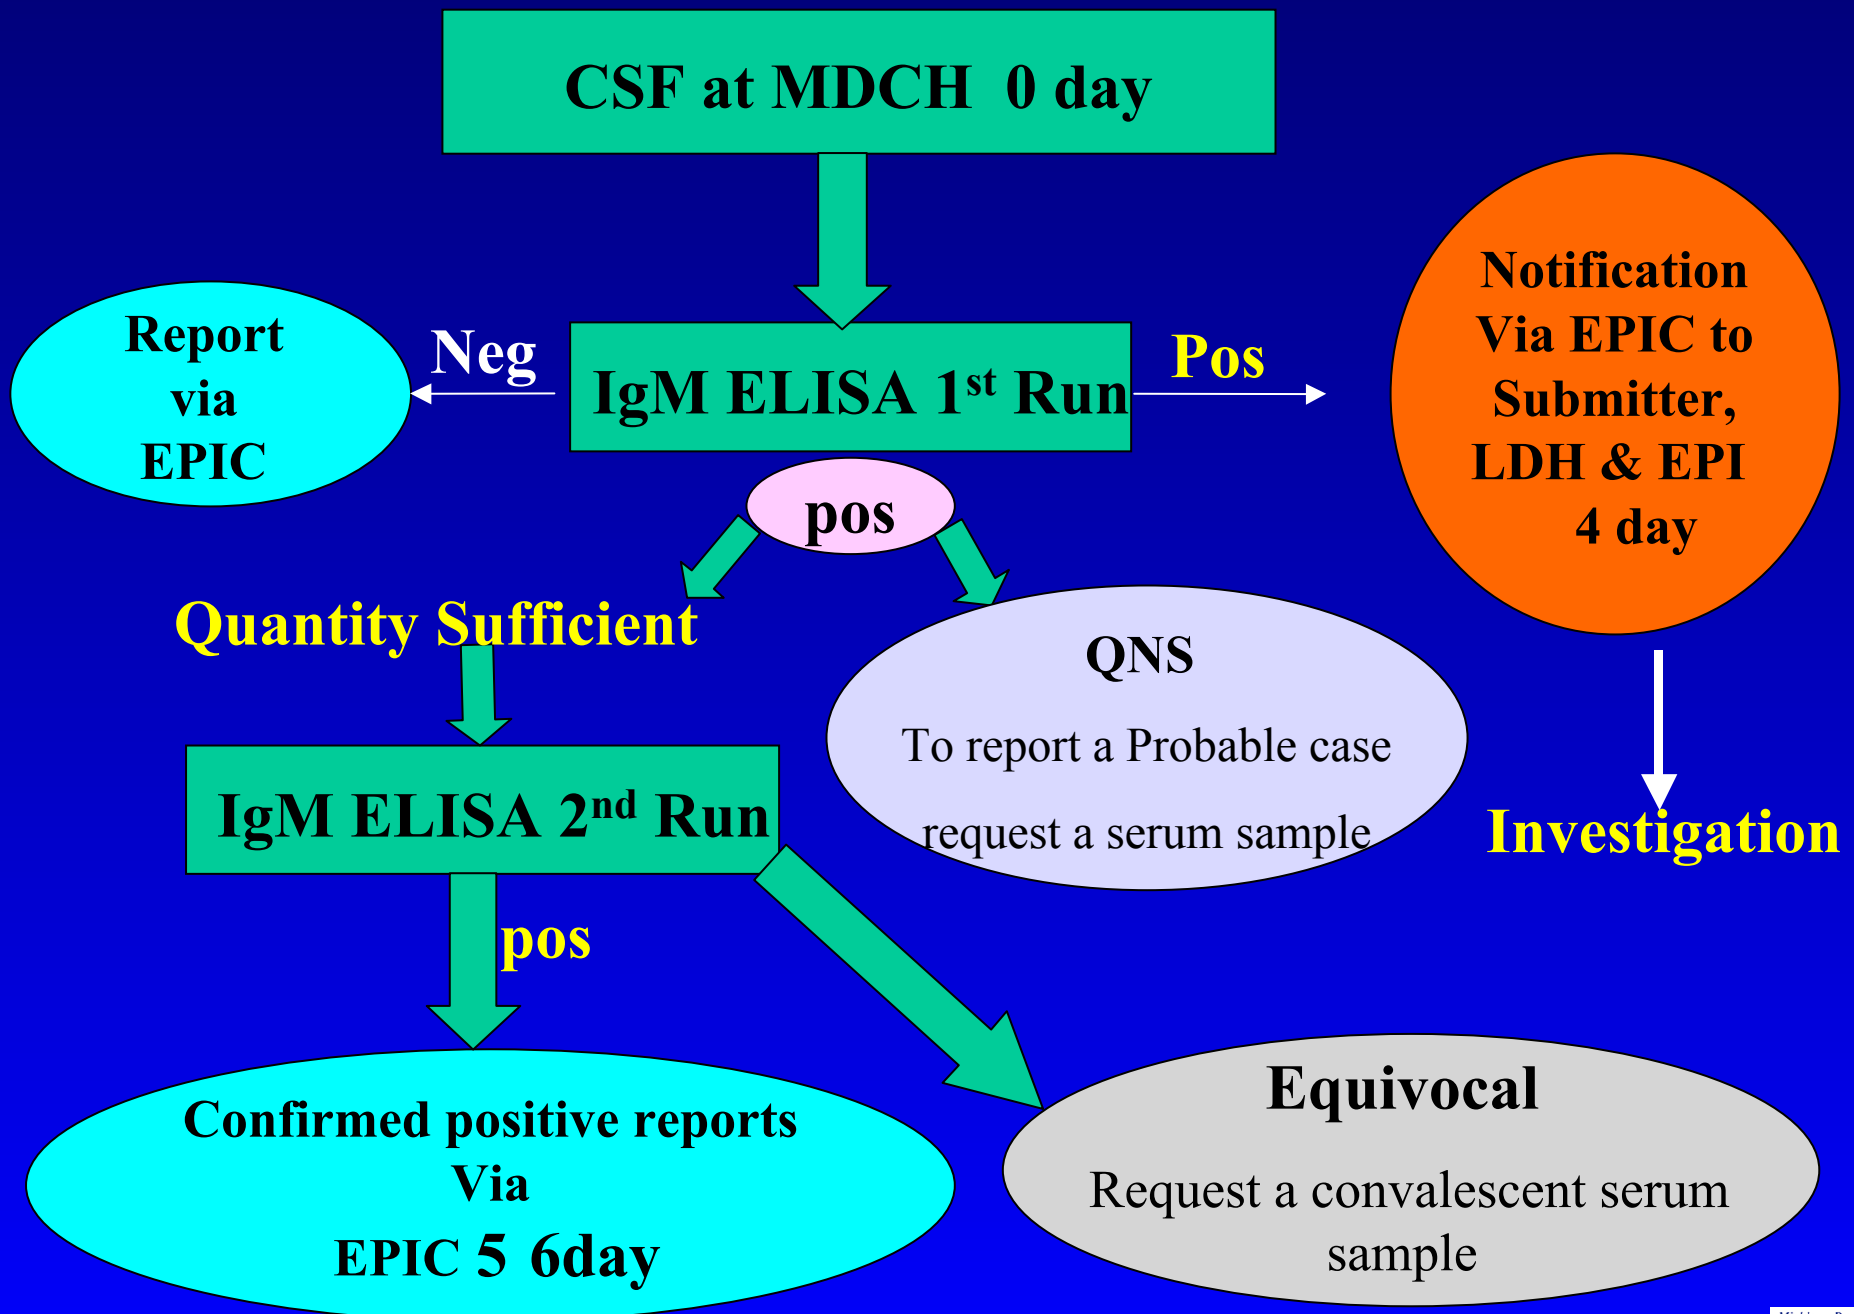 CSF at MDCH 0 day
Report
via
EPIC
Neg
IgM ELISA 1st Run
Pos
Notification
Via EPIC to
Submitter,
LDH & EPI
4 day
pos
Quantity Sufficient
QNS
To report a Probable case
request a serum sample
IgM ELISA 2nd Run
Investigation
pos
Confirmed positive reports
Via
EPIC 5 6day
Equivocal
Request a convalescent serum
sample